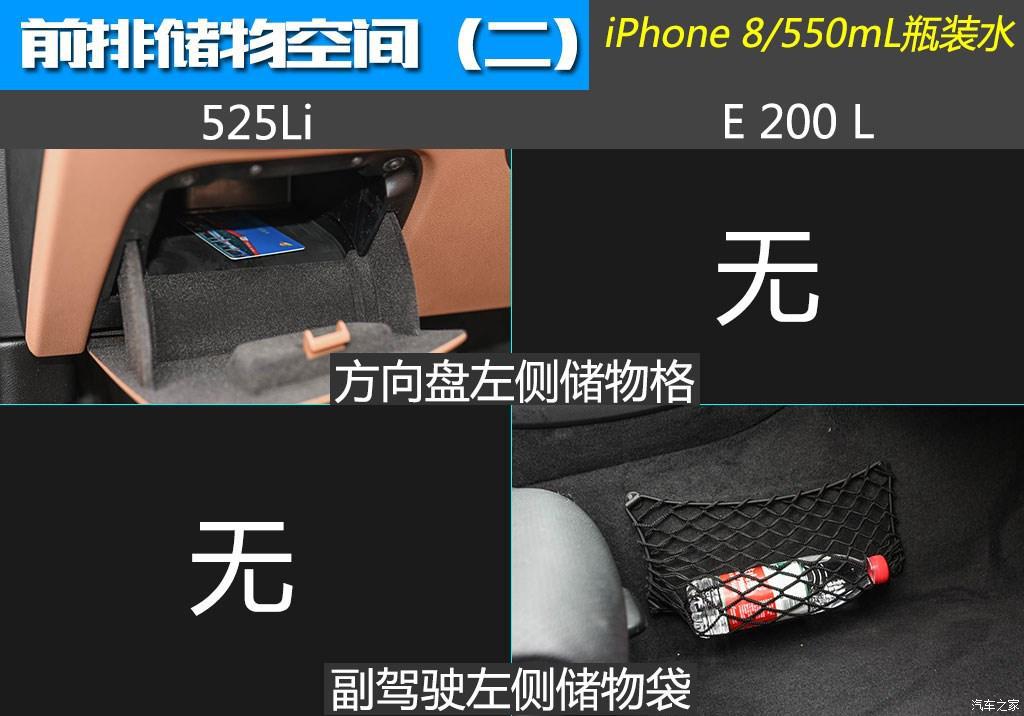 前排储物空间（二）
iPhone 8/550mL瓶装水
525Li
E 200 L
无
方向盘左侧储物格
无
副驾驶左侧储物袋
汽车之家